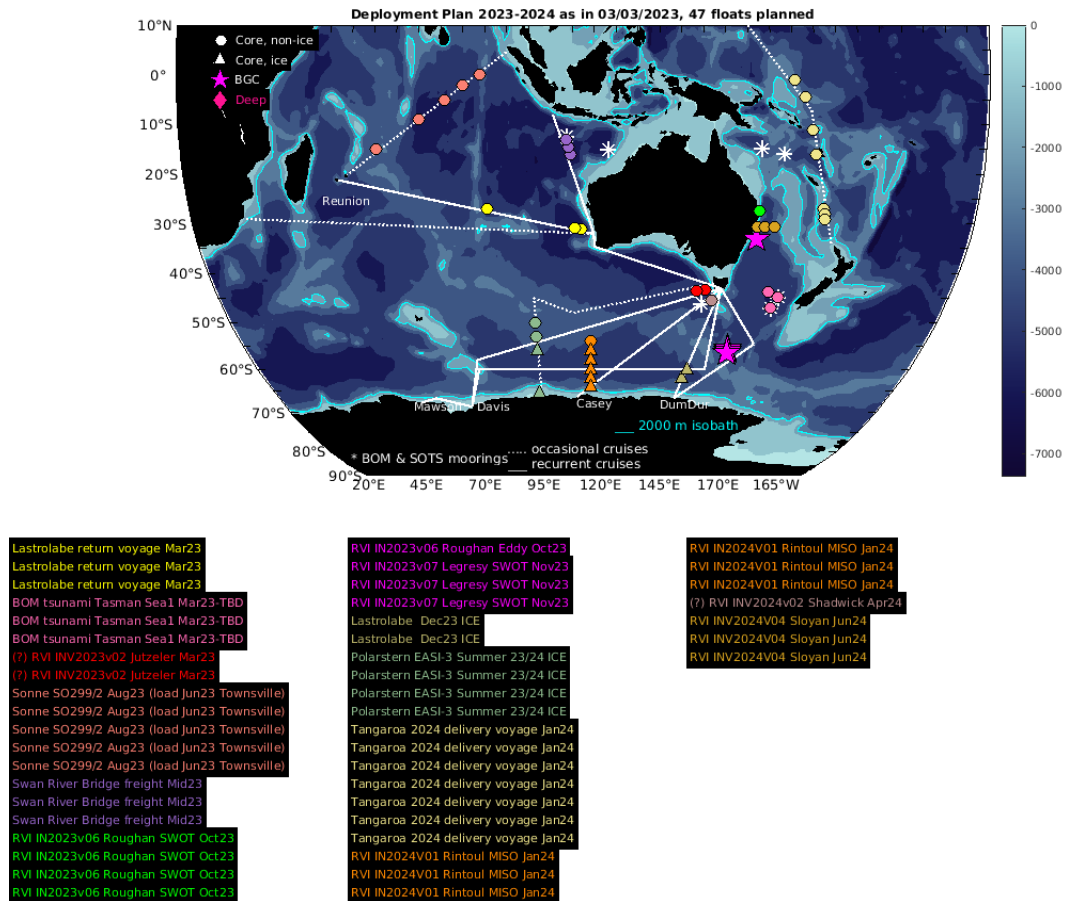 Deployment Plan 2023-2024 as in 03/03/2023, 47 floats planned
10°N
0°
10°S
20°S
30°S
40°S
50°S
60°S
70°S
80°S
90°S
Core, non-ice
Core, ice
BGC
Deep
Reunion
Mawson Davis Casey DumDur
___ 2000 m isobath
* BOM & SOTS moorings
..... occasional cruises
___ recurrent cruises
20°E 45°E 70°E 95°E 120°E 145°E 170°E 165°W
0
-1000
-2000
-3000
-4000
-5000
-6000
-7000
Lastrolabe return voyage Mar23
Lastrolabe return voyage Mar23
Lastrolabe return voyage Mar23
BOM tsunami Tasman Sea1 Mar23-TBD
BOM tsunami Tasman Sea1 Mar23-TBD
BOM tsunami Tasman Sea1 Mar23-TBD
(?) RVI INV2023v02 Jutzeler Mar23
(?) RVI INV2023v02 Jutzeler Mar23
Sonne SO299/2 Aug23 (load Jun23 Townsville)
Sonne SO299/2 Aug23 (load Jun23 Townsville)
Sonne SO299/2 Aug23 (load Jun23 Townsville)
Sonne SO299/2 Aug23 (load Jun23 Townsville)
Sonne SO299/2 Aug23 (load Jun23 Townsville)
Swan River Bridge freight Mid23
Swan River Bridge freight Mid23
Swan River Bridge freight Mid23
RVI IN2023v06 Roughan SWOT Oct23
RVI IN2023v06 Roughan SWOT Oct23
RVI IN2023v06 Roughan SWOT Oct23
RVI IN2023v06 Roughan SWOT Oct23
RVI IN2023v06 Roughan Eddy Oct23
RVI IN2023v07 Legresy SWOT Nov23
RVI IN2023v07 Legresy SWOT Nov23
RVI IN2023v07 Legresy SWOT Nov23
Lastrolabe Dec23 ICE
Lastrolabe Dec23 ICE
Polarstern EASI-3 Summer 23/24 ICE
Polarstern EASI-3 Summer 23/24 ICE
Polarstern EASI-3 Summer 23/24 ICE
Polarstern EASI-3 Summer 23/24 ICE
Tangaroa 2024 delivery voyage Jan24
Tangaroa 2024 delivery voyage Jan24
Tangaroa 2024 delivery voyage Jan24
Tangaroa 2024 delivery voyage Jan24
Tangaroa 2024 delivery voyage Jan24
Tangaroa 2024 delivery voyage Jan24
Tangaroa 2024 delivery voyage Jan24
RVI IN2024V01 Rintoul MISO Jan24
RVI IN2024V01 Rintoul MISO Jan24
RVI IN2024V01 Rintoul MISO Jan24
RVI IN2024V01 Rintoul MISO Jan24
RVI IN2024V01 Rintoul MISO Jan24
RVI IN2024V01 Rintoul MISO Jan24
(?) RVI INV2024v02 Shadwick Apr24
RVI INV2024V04 Sloyan Jun24
RVI INV2024V04 Sloyan Jun24
RVI INV2024V04 Sloyan Jun24